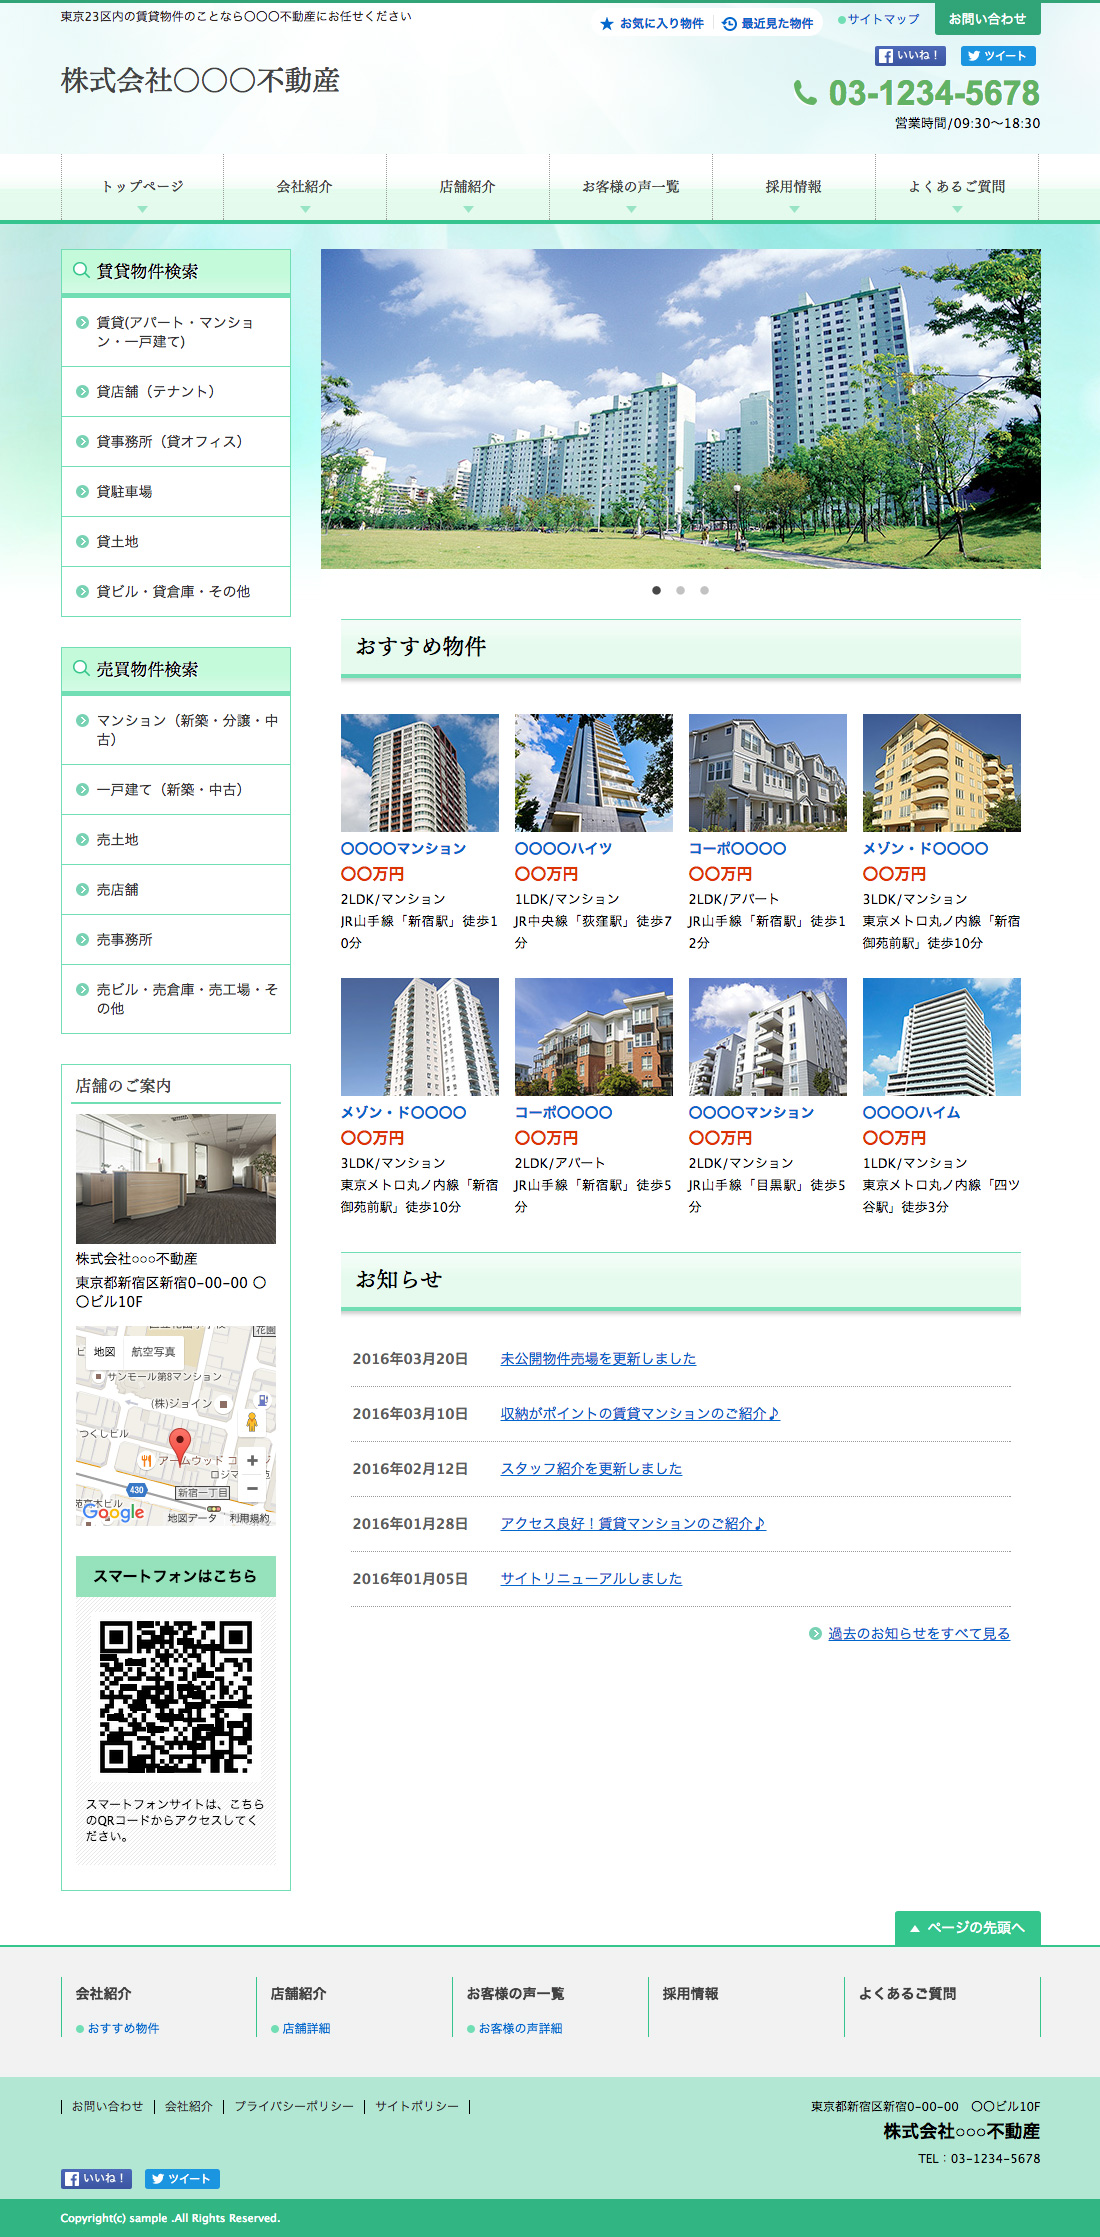 東京23区内の賃貸物件のことなら〇〇〇不動産にお任せください
お気に入り物件
最近見た物件
サイトマップ
お問い合わせ
いいね！
ツイート
株式会社〇〇〇不動産
03-1234-5678
営業時間/09:30～18:30
トップページ
会社紹介
店舗紹介
お客様の声一覧
採用情報
よくあるご質問
賃貸物件検索
賃貸(アパート・マンショ
ン・一戸建て)
貸店舗（テナント）
貸事務所（貸オフィス）
貸駐車場
貸土地
貸ビル・貸倉庫・その他
売買物件検索
マンション（新築・分譲・中
古）
一戸建て（新築・中古）
売土地
売店舗
売事務所
売ビル・売倉庫・売工場・そ
の他
店舗のご案内
株式会社○○○不動産
東京都新宿区新宿0-00-00 〇
〇ビル10F
花園
ビ
地図
航空写真
サンモール第8マンション
(株)ジョイン
つくしビル
アームウッド コ
ロジマ
430
新宿一丁目
Google
地図データ
利用規約
スマートフォンはこちら
スマートフォンサイトは、こちら
のQRコードからアクセスしてく
ださい。
おすすめ物件
〇〇〇〇マンション
〇〇万円
2LDK/マンション
JR山手線「新宿駅」徒歩1
0分
〇〇〇〇ハイツ
〇〇万円
1LDK/マンション
JR中央線「荻窪駅」徒歩7
分
コーポ〇〇〇〇
〇〇万円
2LDK/アパート
JR山手線「新宿駅」徒歩1
2分
メゾン・ド〇〇〇〇
〇〇万円
3LDK/マンション
東京メトロ丸ノ内線「新宿
御苑前駅」徒歩10分
メゾン・ド〇〇〇〇
〇〇万円
3LDK/マンション
東京メトロ丸ノ内線「新宿
御苑前駅」徒歩10分
コーポ〇〇〇〇
〇〇万円
2LDK/アパート
JR山手線「新宿駅」徒歩5
分
〇〇〇〇マンション
〇〇万円
2LDK/マンション
JR山手線「目黒駅」徒歩5
分
〇〇〇〇ハイム
〇〇万円
1LDK/マンション
東京メトロ丸ノ内線「四ツ
谷駅」徒歩3分
お知らせ
2016年03月20日 未公開物件売場を更新しました
2016年03月10日 収納がポイントの賃貸マンションのご紹介♪
2016年02月12日 スタッフ紹介を更新しました
2016年01月28日 アクセス良好！賃貸マンションのご紹介♪
2016年01月05日 サイトリニューアルしました
過去のお知らせをすべて見る
ページの先頭へ
会社紹介
おすすめ物件
店舗紹介
店舗詳細
お客様の声一覧
お客様の声詳細
採用情報
よくあるご質問
お問い合わせ
会社紹介
プライバシーポリシー
サイトポリシー
東京都新宿区新宿0-00-00　〇〇ビル10F
株式会社○○○不動産
TEL：03-1234-5678
いいね！
ツイート
Copyright(c) sample .All Rights Reserved.